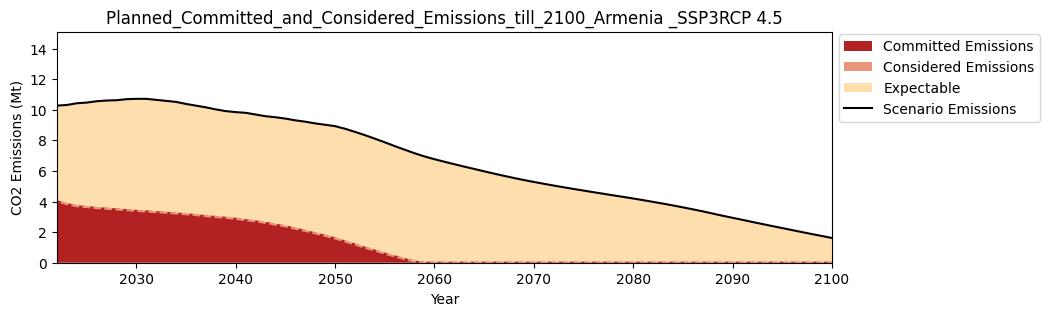 Planned_Committed_and_Considered_Emissions_till_2100_Armenia _SSP3RCP 4.5
14
12
10
8
6
4
2
0
CO2 Emissions (Mt)
2030 2040 2050 2060 2070 2080 2090 2100
Year
Committed Emissions
Considered Emissions
Expectable
Scenario Emissions